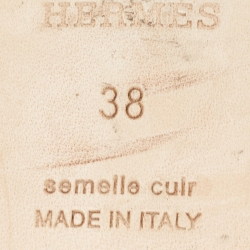 HERMES
38
semelle cuir
MADE IN ITALY